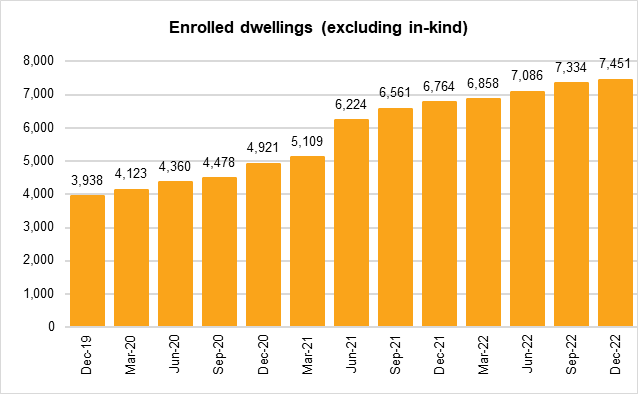 Enrolled dwellings (excluding in-kind)
8,000
7,000
6,000
5,000
4,000
3,000
2,000
1,000
0
3,938
4,123
4,360
4,478
4,921
5,109
6,224
6,561
6,764
6,858
7,086
7,334
7,451
Dec-19
Mar-20
Jun-20
Sep-20
Dec-20
Mar-21
Jun-21
Sep-21
Dec-21
Mar-22
Jun-22
Sep-22
Dec-22